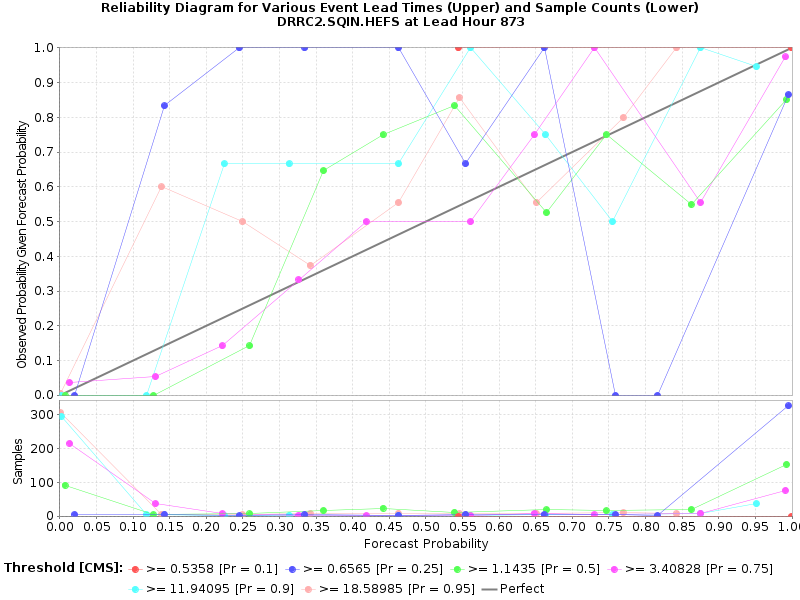 Reliability Diagram for Various Event Lead Times (Upper) and Sample Counts (Lower)
DRRC2.SQIN.HEFS at Lead Hour 873
Observed Probability Given Forecast Probability
1.0
0.9
0.8
0.7
0.6
0.5
0.4
0.3
0.2
0.1
0.0
Samples
300
200
100
0
0.00 0.05 0.10 0.15 0.20 0.25 0.30 0.35 0.40 0.45 0.50 0.55 0.60 0.65 0.70 0.75 0.80 0.85 0.90 0.95 1.00
Forecast Probability
Threshold [CMS]: >= 0.5358 [Pr = 0.1] >= 0.6565 [Pr = 0.25] >= 1.1435 [Pr = 0.5] >= 3.40828 [Pr = 0.75]
>= 11.94095 [Pr = 0.9] >= 18.58985 [Pr = 0.95] Perfect